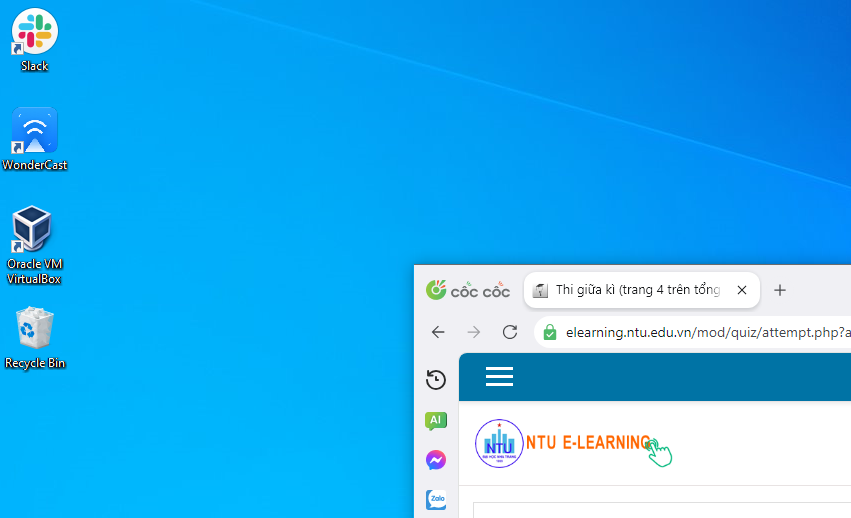 Slack
WonderCast
Oracle VM
VirtualBox
Recycle Bin
cốc cốc
Thi giữa kì (trang 4 trên tổng
elearning.ntu.edu.vn/mod/quiz/attempt.php?a
AI
NTU
NTU E-LEARNING
Zalo